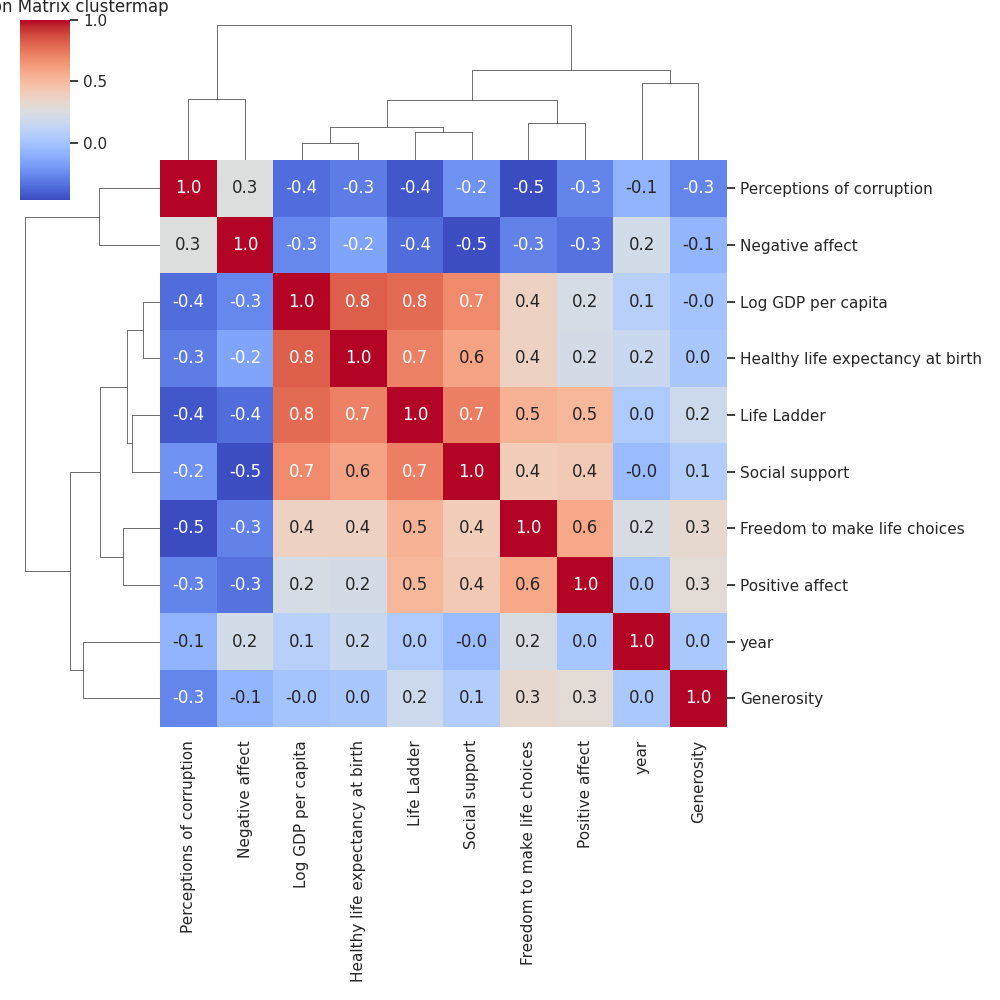 n Matrix clustermap
1.0
0.5
0.0
1.0 0.3 -0.4 -0.3 -0.4 -0.2 -0.5 -0.3 -0.1 -0.3 Perceptions of corruption
0.3 1.0 -0.3 -0.2 -0.4 -0.5 -0.3 -0.3 0.2 -0.1 Negative affect
-0.4 -0.3 1.0 0.8 0.8 0.7 0.4 0.2 0.1 -0.0 Log GDP per capita
-0.3 -0.2 0.8 1.0 0.7 0.6 0.4 0.2 0.2 0.0 Healthy life expectancy at birth
-0.4 -0.4 0.8 0.7 1.0 0.7 0.5 0.5 0.0 0.2 Life Ladder
-0.2 -0.5 0.7 0.6 0.7 1.0 0.4 0.4 -0.0 0.1 Social support
-0.5 -0.3 0.4 0.4 0.5 0.4 1.0 0.6 0.2 0.3 Freedom to make life choices
-0.3 -0.3 0.2 0.2 0.5 0.4 0.6 1.0 0.0 0.3 Positive affect
-0.1 0.2 0.1 0.2 0.0 -0.0 0.2 0.0 1.0 0.0 year
-0.3 -0.1 -0.0 0.0 0.2 0.1 0.3 0.3 0.0 1.0 Generosity
Perceptions of corruption
Negative affect
Log GDP per capita
Healthy life expectancy at birth
Life Ladder
Social support
Freedom to make life choices
Positive affect
year
Generosity